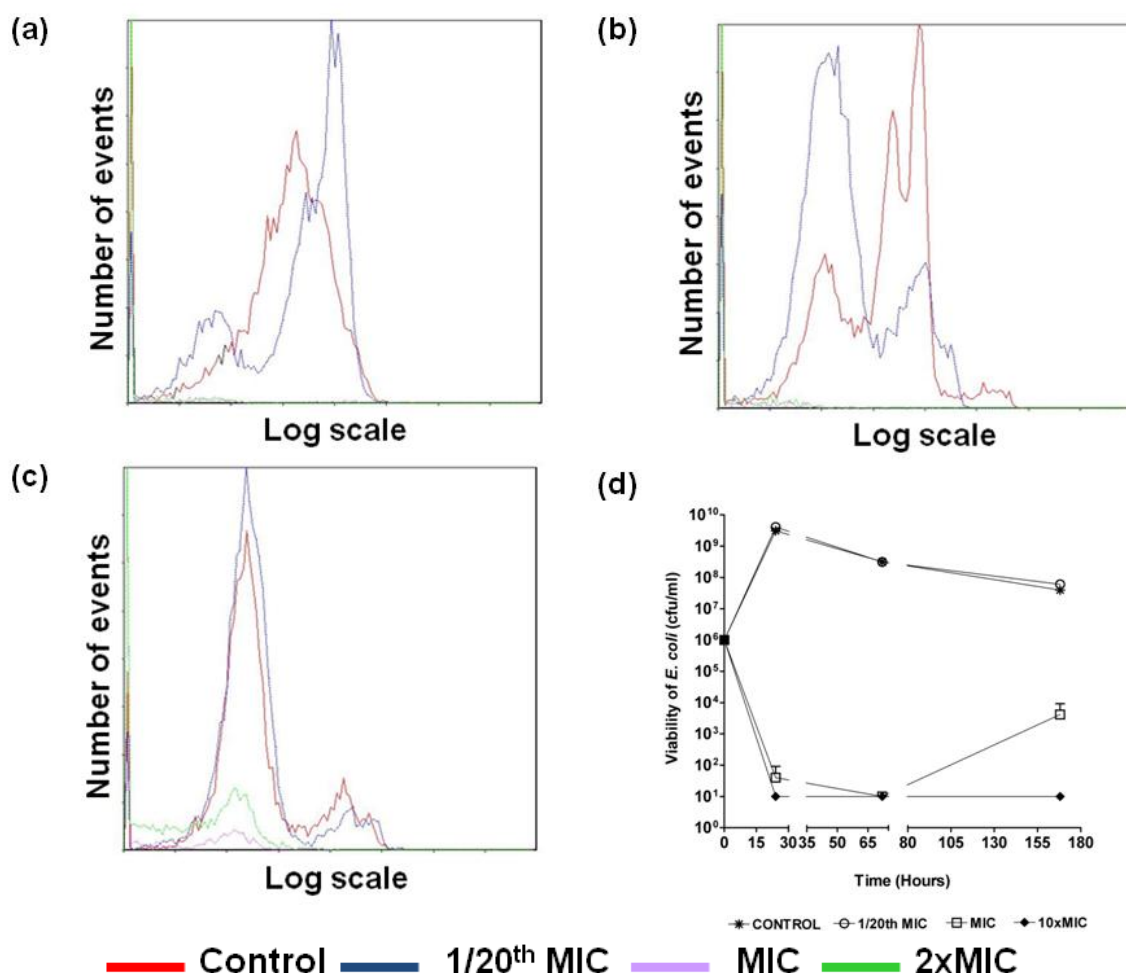 (a)
Number of events
Log scale
(b)
Number of events
Log scale
(c)
Number of events
Log scale
(d)
Viability of E. coli (cfu/ml)
10^10
10^9
10^8
10^7
10^6
10^5
10^4
10^3
10^2
10^1
10^0
0 15 30 35 50 65 80 105 130 155 180
Time (Hours)
CONTROL 1/20th MIC MIC 10xMIC
Control 1/20th MIC MIC 2xMIC